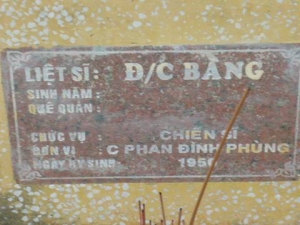 LIỆT SĨ : Đ/C BẰNG
SINH NĂM :
QUÊ QUÁN :
CHỨC VỤ : CHIẾN SĨ
ĐƠN VỊ : C PHAN ĐÌNH PHÙNG
NGÀY HY SINH: 1950